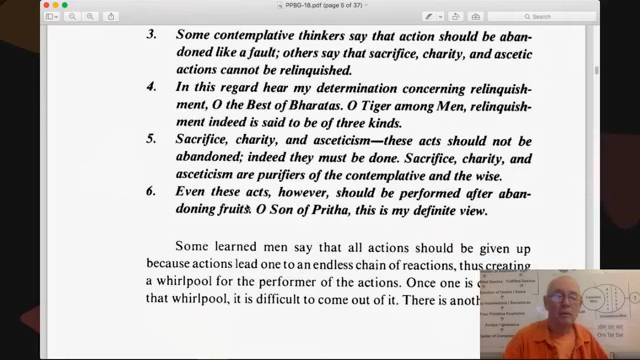 PPBG-18.pdf (page 5 of 37)
Search
3. Some contemplative thinkers say that action should be aban-
doned like a fault; others say that sacrifice, charity, and ascetic
actions cannot be relinquished.
4. In this regard hear my determination concerning relinquish-
ment, O the Best of Bharatas. O Tiger among Men, relinquish-
ment indeed is said to be of three kinds.
5. Sacrifice, charity, and asceticism—these acts should not be
abandoned; indeed they must be done. Sacrifice, charity, and
asceticism are purifiers of the contemplative and the wise.
6. Even these acts, however, should be performed after aban-
doning fruits. O Son of Pritha, this is my definite view.
Some learned men say that all actions should be given up
because actions lead one to an endless chain of reactions, thus creating
a whirlpool for the performer of the actions. Once one is
that whirlpool, it is difficult to come out of it. There is